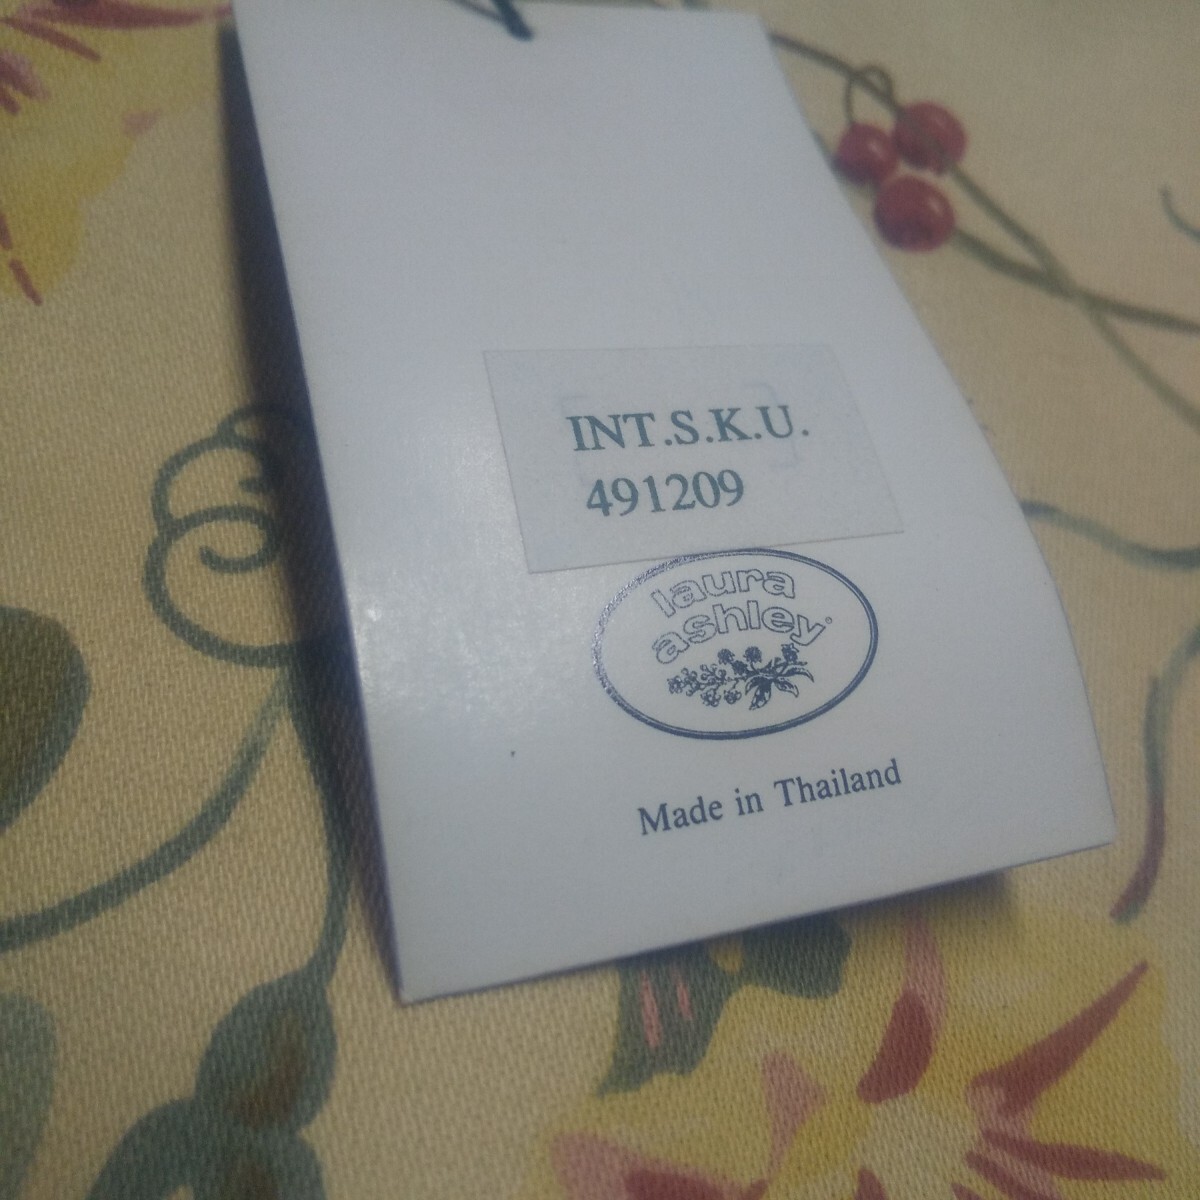 INT.S.K.U.
491209
laura
ashley®
Made in Thailand